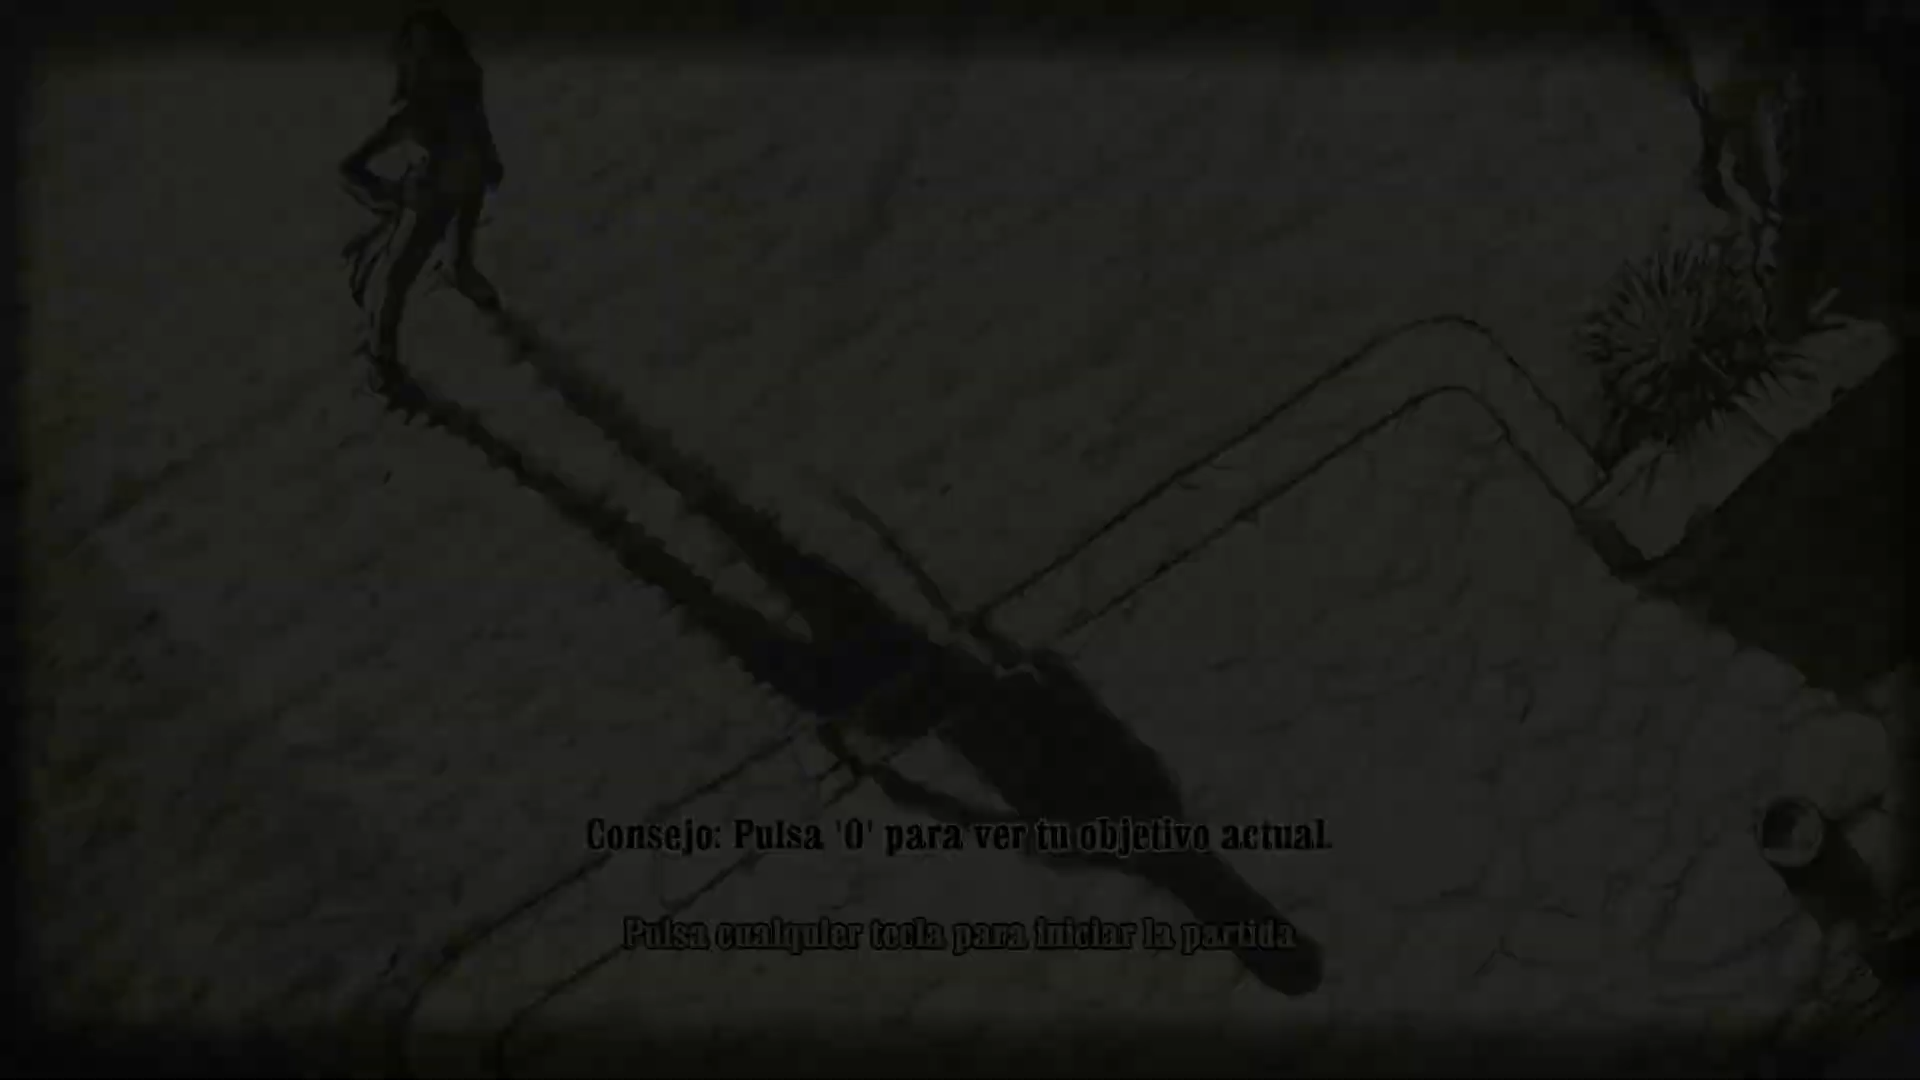 Consejo: Pulsa 'O' para ver tu objetivo actual.
Pulsa cualquier tecla para iniciar la partida